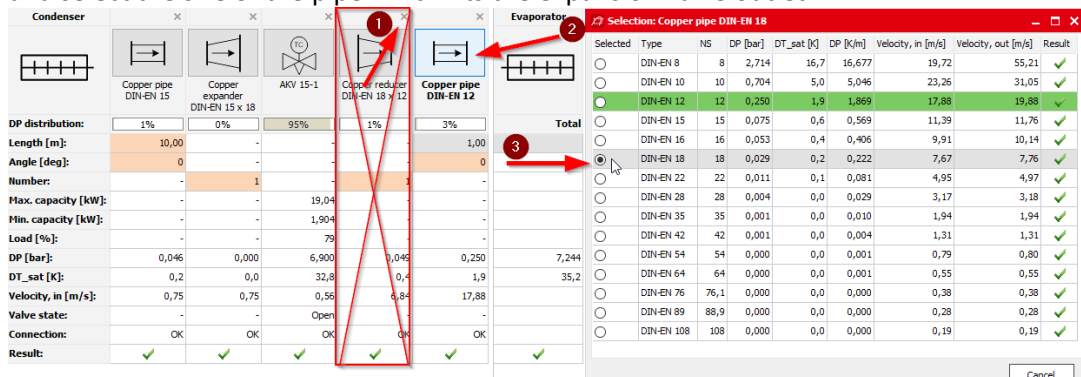 Condenser Evaporator
1
2
Copper pipe DIN-EN 15
Copper expander DIN-EN 15 x 18
AKV 15-1
Copper reducer DIN-EN 18 x 12
Copper pipe DIN-EN 12
TC
DP distribution: 1% 0% 95% 1% 3% Total
Length [m]: 10,00 - - - 1,00
Angle [deg]: 0 - - - 0
Number: - 1 - 1 -
Max. capacity [kW]: - - 19,04 - -
Min. capacity [kW]: - - 1,904 - -
Load [%]: - - 79 - -
DP [bar]: 0,046 0,000 6,900 0,049 0,250 7,244
DT_sat [K]: 0,2 0,0 32,8 0,4 1,9 35,2
Velocity, in [m/s]: 0,75 0,75 0,56 6,84 17,88
Valve state: - - Open - -
Connection: OK OK OK OK OK
Result:
3
Selection: Copper pipe DIN-EN 18
Selected Type NS DP [bar] DT_sat [K] DP [K/m] Velocity, in [m/s] Velocity, out [m/s] Result
DIN-EN 8 8 2,714 16,7 16,677 19,72 55,21
DIN-EN 10 10 0,704 5,0 5,046 23,26 31,05
DIN-EN 12 12 0,250 1,9 1,869 17,88 19,88
DIN-EN 15 15 0,075 0,6 0,569 11,39 11,76
DIN-EN 16 16 0,053 0,4 0,406 9,91 10,14
DIN-EN 18 18 0,029 0,2 0,222 7,67 7,76
DIN-EN 22 22 0,011 0,1 0,081 4,95 4,97
DIN-EN 28 28 0,004 0,0 0,029 3,17 3,18
DIN-EN 35 35 0,001 0,0 0,010 1,94 1,94
DIN-EN 42 42 0,001 0,0 0,004 1,31 1,31
DIN-EN 54 54 0,000 0,0 0,001 0,79 0,80
DIN-EN 64 64 0,000 0,0 0,001 0,55 0,55
DIN-EN 76 76,1 0,000 0,0 0,000 0,38 0,38
DIN-EN 89 88,9 0,000 0,0 0,000 0,28 0,28
DIN-EN 108 108 0,000 0,0 0,000 0,19 0,19